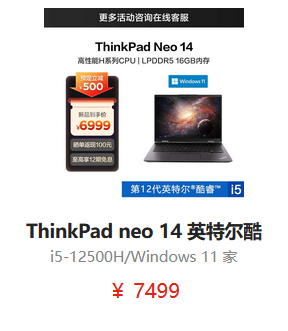 更多活动咨询在线客服
ThinkPad Neo 14
高性能H系列CPU | LPDDR5 16GB内存
预定立减
¥500
新品到手价
¥6999
晒单返现100元
至高享12期免息
Windows 11
第12代英特尔®酷睿™ i5
ThinkPad neo 14 英特尔酷
i5-12500H/Windows 11 家
¥ 7499